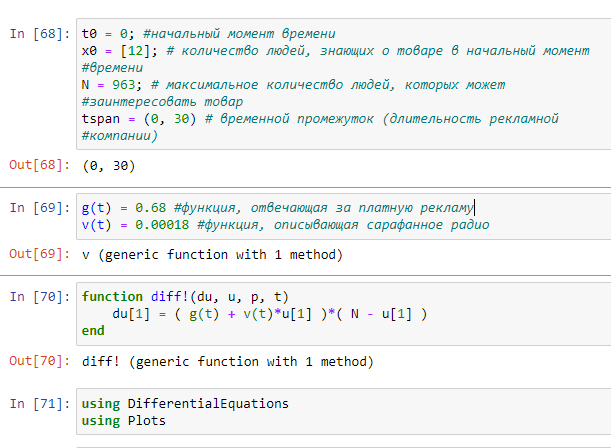 In [68]: t0 = 0; #начальный момент времени
x0 = [12]; # количество людей, знающих о товаре в начальный момент
#времени
N = 963; # максимальное количество людей, которых может
#заинтересовать товар
tspan = (0, 30) # временной промежуток (длительность рекламной
#компании)
Out[68]: (0, 30)
In [69]: g(t) = 0.68 #функция, отвечающая за платную рекламу
v(t) = 0.00018 #функция, описывающая сарафанное радио
Out[69]: v (generic function with 1 method)
In [70]: function diff!(du, u, p, t)
du[1] = ( g(t) + v(t)*u[1] )*( N - u[1] )
end
Out[70]: diff! (generic function with 1 method)
In [71]: using DifferentialEquations
using Plots